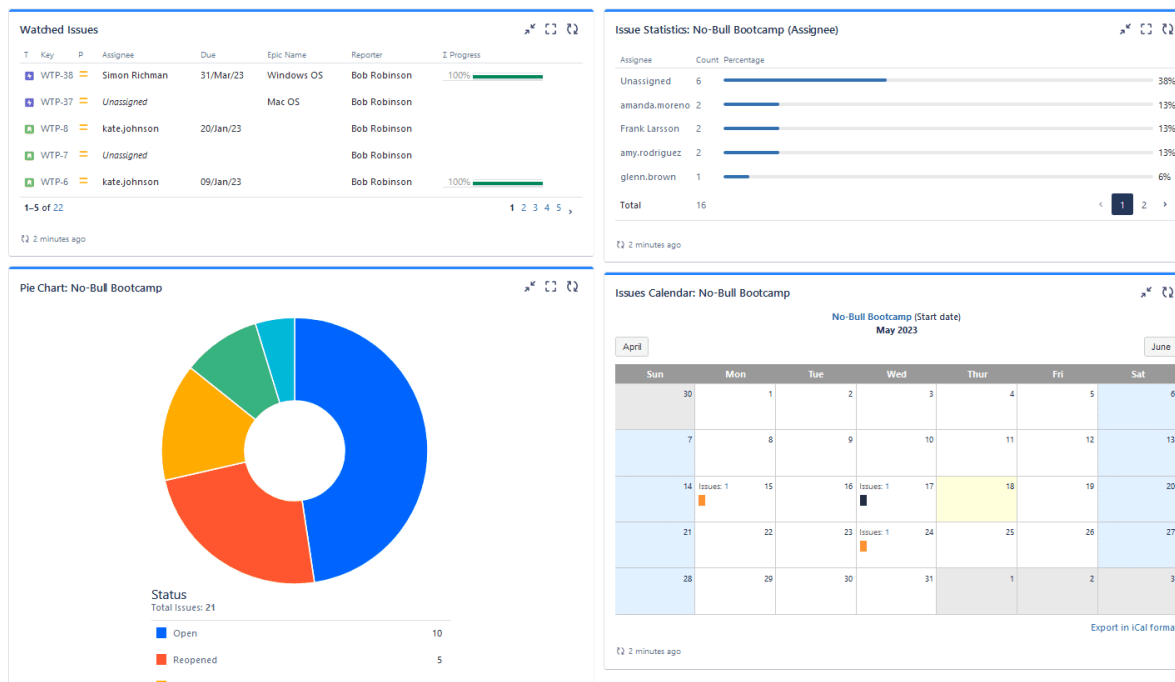 Watched Issues
T Key P Assignee Due Epic Name Reporter Σ Progress
WTP-38 Simon Richman 31/Mar/23 Windows OS Bob Robinson 100%
WTP-37 Unassigned Mac OS Bob Robinson
WTP-8 kate.johnson 20/Jan/23 Bob Robinson
WTP-7 Unassigned Bob Robinson
WTP-6 kate.johnson 09/Jan/23 Bob Robinson 100%
1–5 of 22 1 2 3 4 5 ›
2 minutes ago
Issue Statistics: No-Bull Bootcamp (Assignee)
Assignee Count Percentage
Unassigned 6 38%
amanda.moreno 2 13%
Frank Larsson 2 13%
amy.rodriguez 2 13%
glenn.brown 1 6%
Total 16 ‹ 1 2 ›
2 minutes ago
Pie Chart: No-Bull Bootcamp
Status
Total Issues: 21
Open 10
Reopened 5
Issues Calendar: No-Bull Bootcamp
No-Bull Bootcamp (Start date)
May 2023
April June
Sun Mon Tue Wed Thur Fri Sat
30 1 2 3 4 5 6
7 8 9 10 11 12 13
14 Issues: 1 15 16 Issues: 1 17 18 19 20
21 22 23 Issues: 1 24 25 26 27
28 29 30 31 1 2 3
Export in iCal forma
2 minutes ago